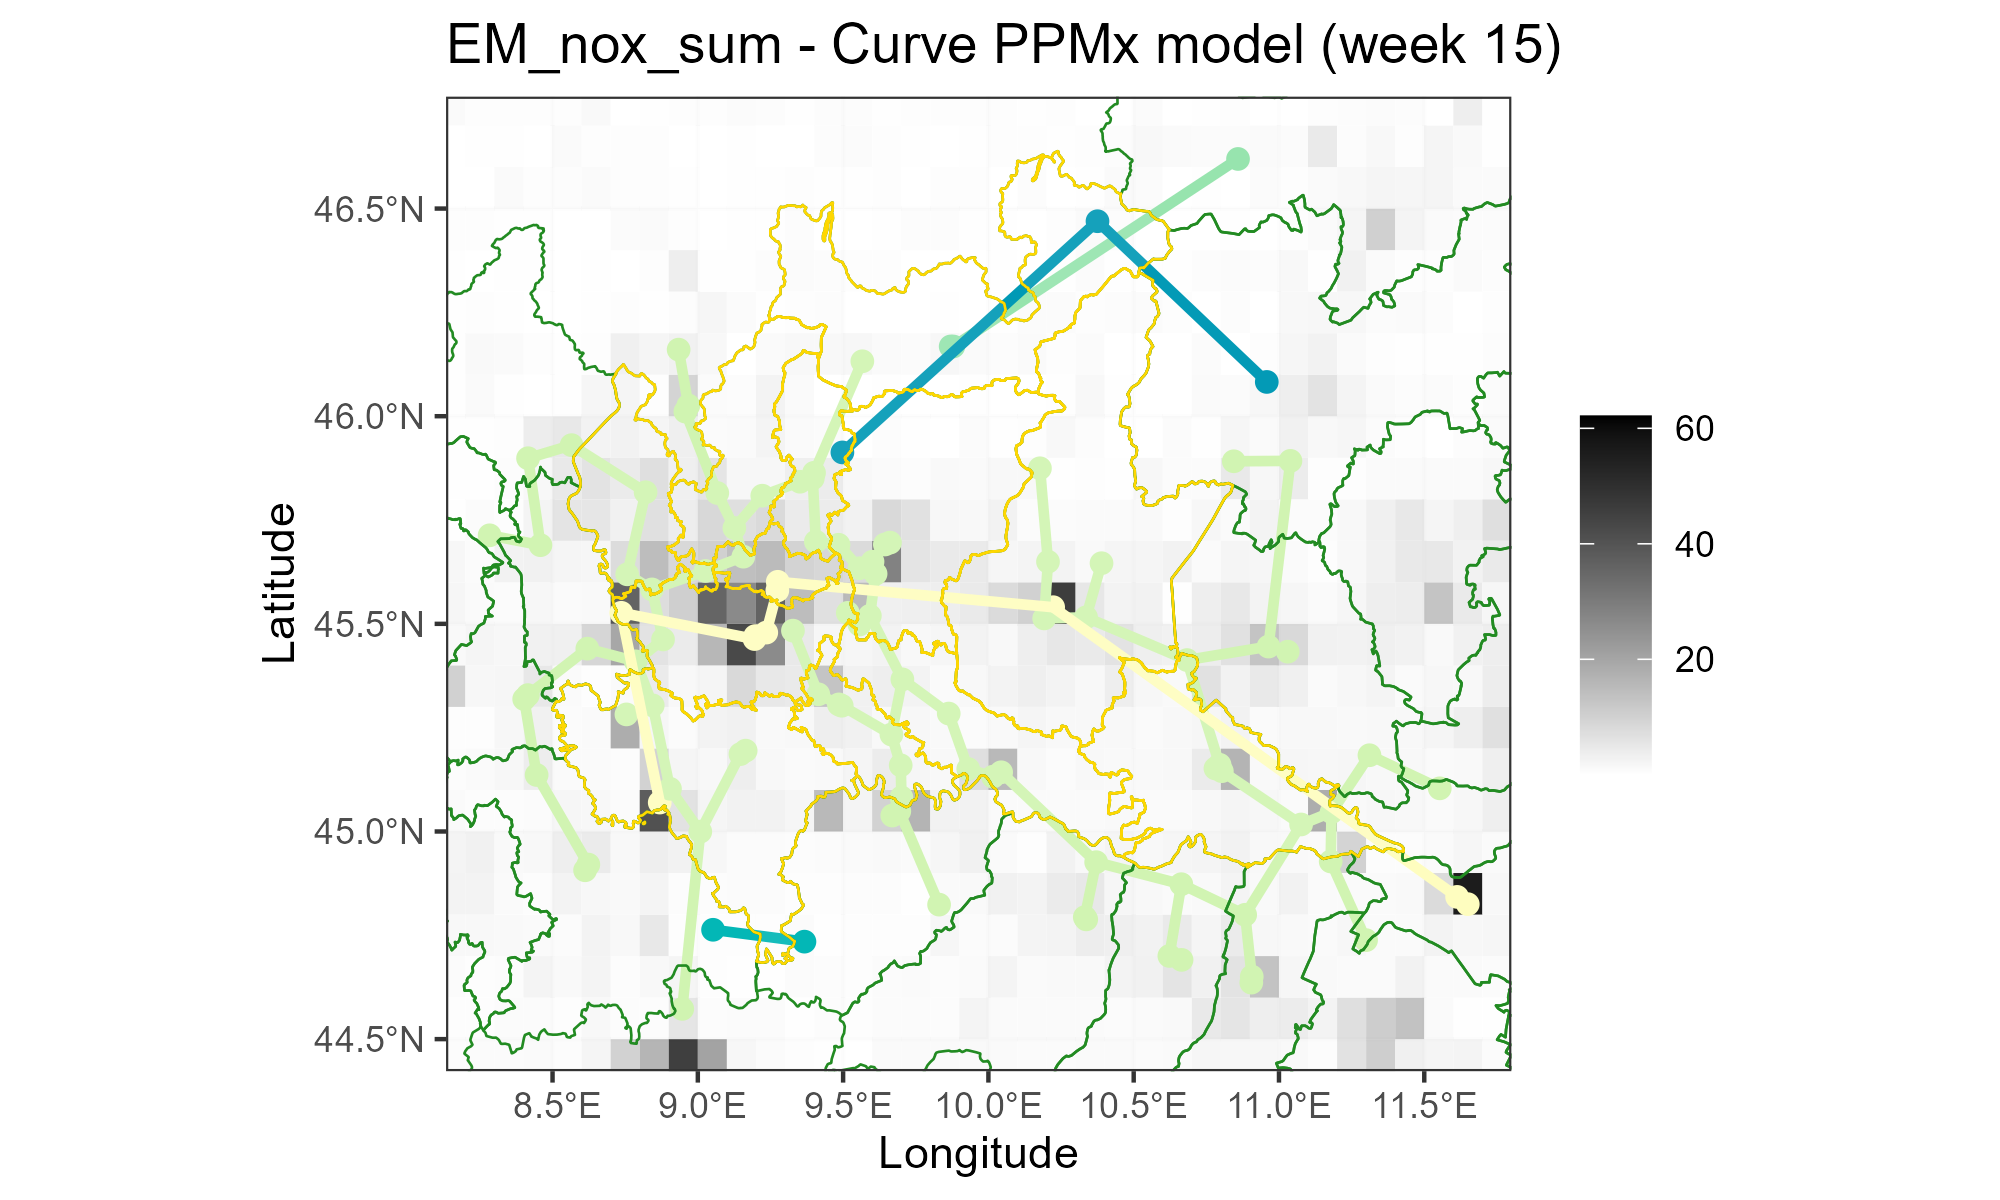 EM_nox_sum - Curve PPMx model (week 15)
46.5°N
46.0°N
45.5°N
45.0°N
44.5°N
Latitude
8.5°E 9.0°E 9.5°E 10.0°E 10.5°E 11.0°E 11.5°E
Longitude
60
40
20